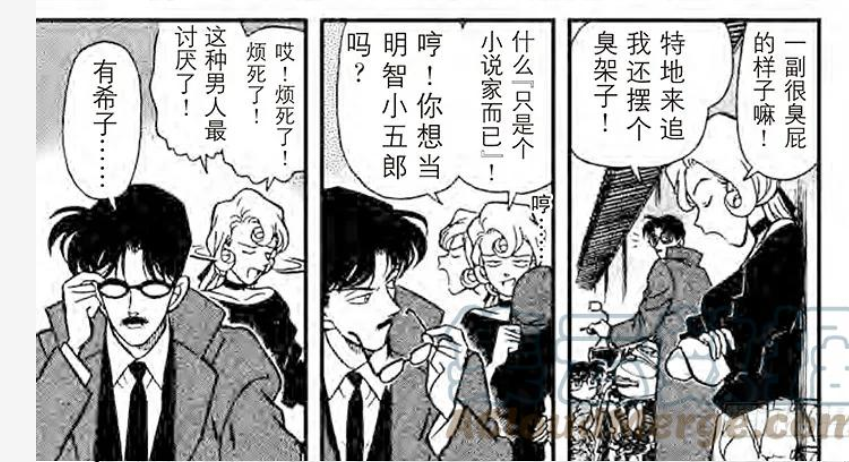 一副很臭屁
的样子嘛！
特地来追
我还摆个
臭架子！
什么『只是个
小说家而已』！
哼！你想当
明智小五郎
吗？
哼……
哎！烦死了！
烦死了！
这种男人最
讨厌了！
有希子……